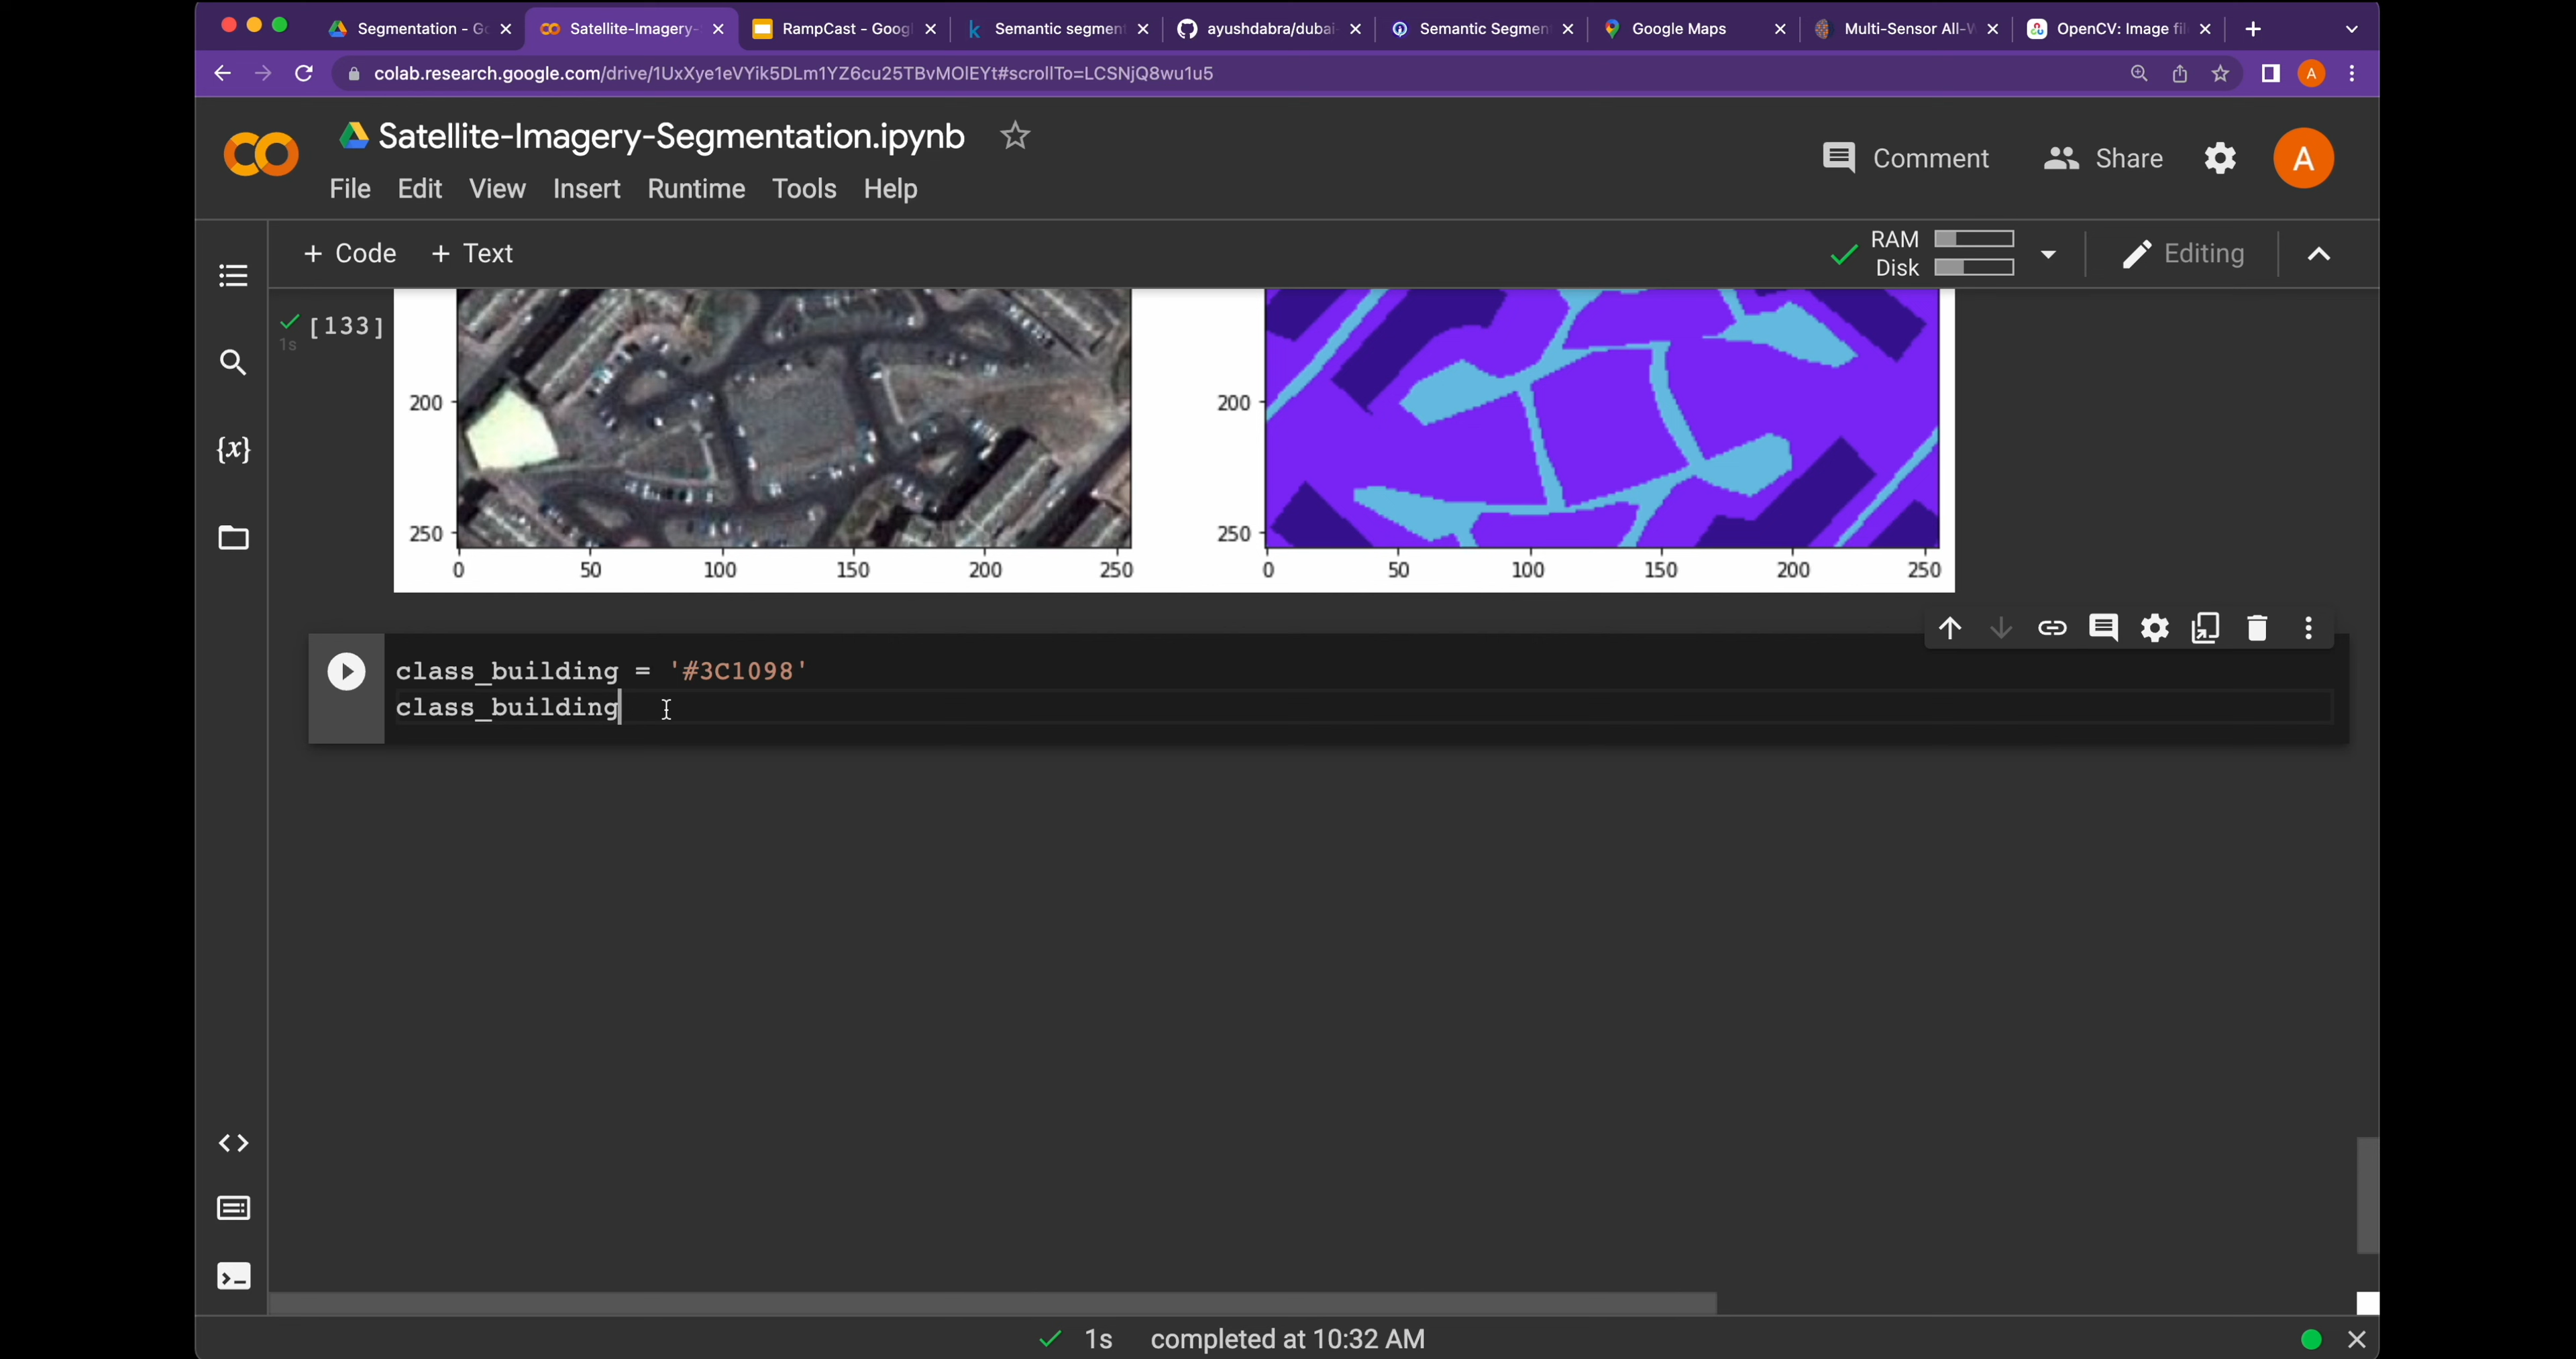 Segmentation - Go
Satellite-Imagery-
RampCast - Googl
Semantic segment
ayushdabra/dubai-
Semantic Segmen
Google Maps
Multi-Sensor All-W
OpenCV: Image fil
colab.research.google.com/drive/1UxXye1eVYik5DLm1YZ6cu25TBvMOlEYt#scrollTo=LCSNjQ8wu1u5
A
Satellite-Imagery-Segmentation.ipynb
Comment
Share
A
File Edit View Insert Runtime Tools Help
+ Code + Text
RAM
Disk
Editing
[133]
1s
200
250
0 50 100 150 200 250
200
250
0 50 100 150 200 250
{x}
class_building = '#3C1098'
class_building
1s completed at 10:32 AM